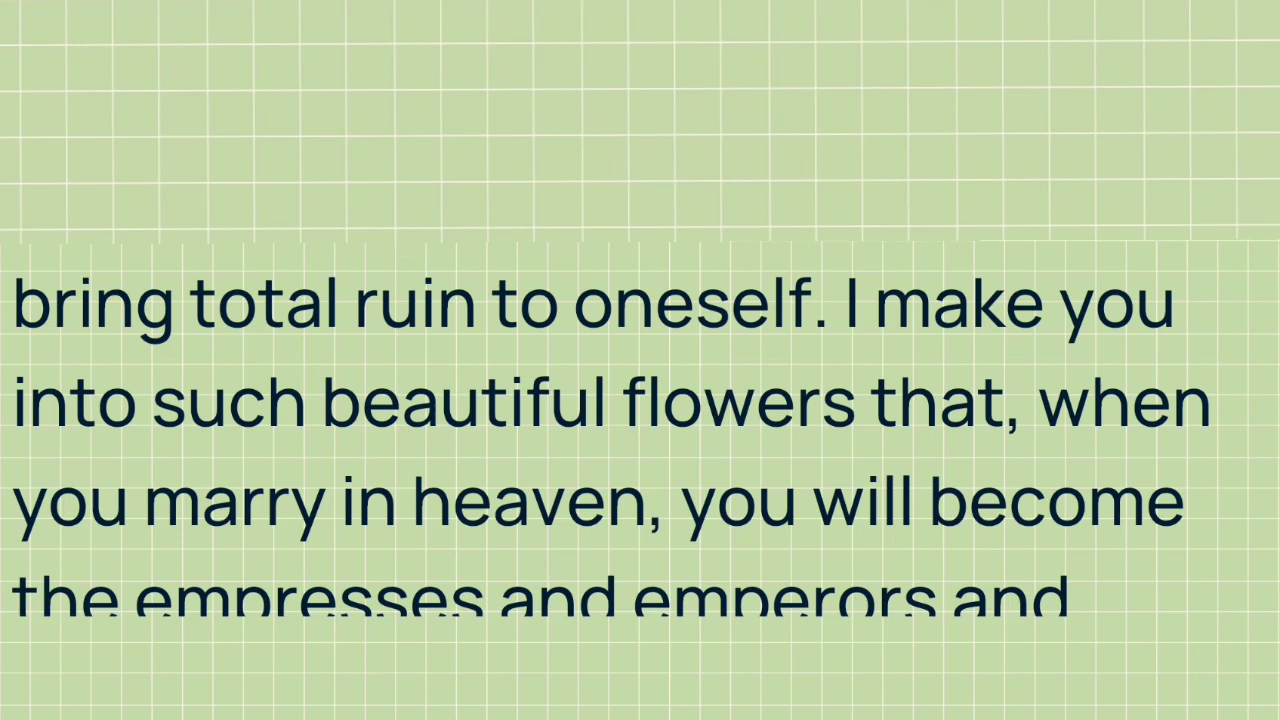 bring total ruin to oneself. I make you
into such beautiful flowers that, when
you marry in heaven, you will become
the empresses and emperors and